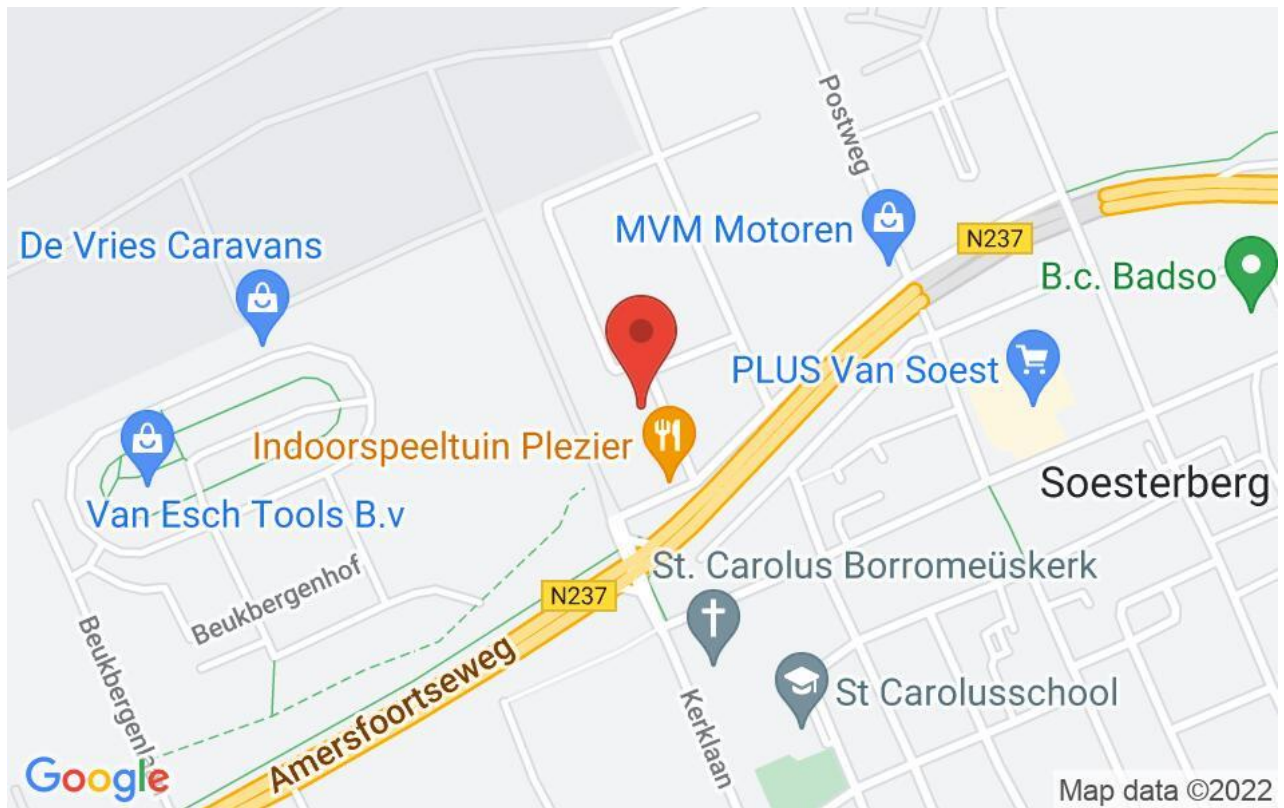 Postweg
MVM Motoren
N237
De Vries Caravans
B.c. Badso
PLUS Van Soest
Indoorspeeltuin Plezier
Soesterberg
Van Esch Tools B.v
St. Carolus Borromeüskerk
N237
Beukbergenhof
Beukbergenla
Amersfoortseweg
St Carolusschool
Kerklaan
Google
Map data ©2022